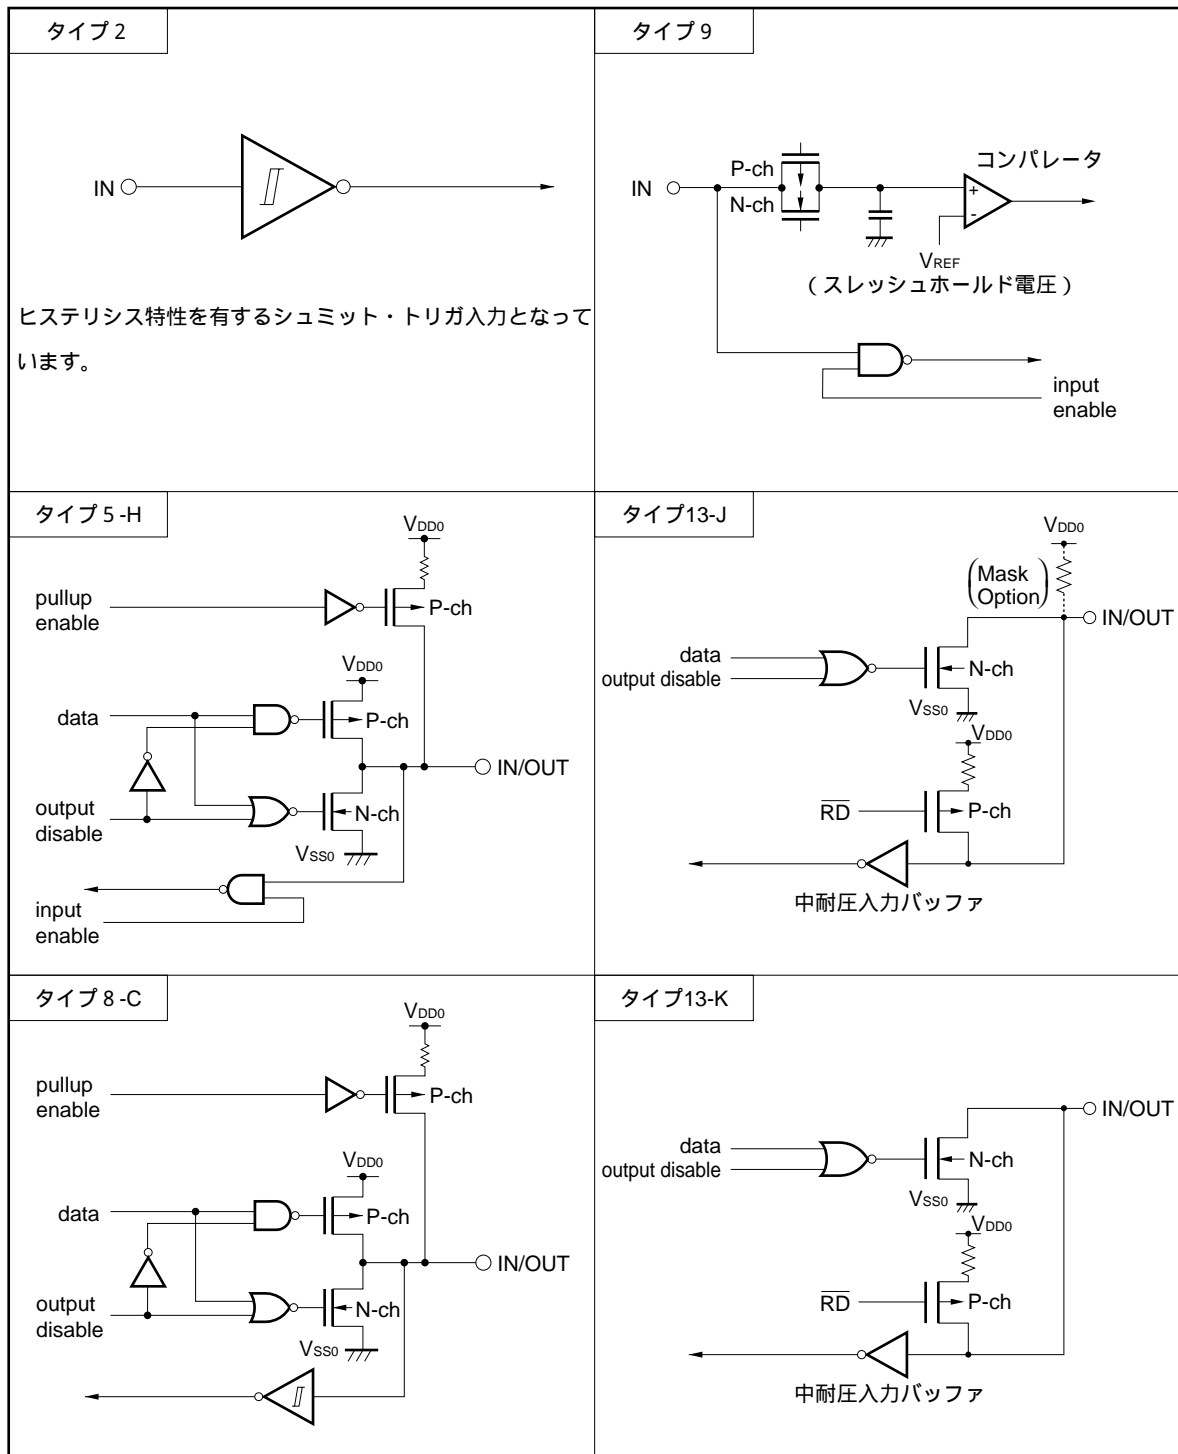 タイプ2
IN
ヒステリシス特性を有するシュミット・トリガ入力となって
います。
タイプ9
IN
P-ch
N-ch
コンパレータ
+
-
VREF
(スレッシュホールド電圧)
input
enable
タイプ5-H
VDD0
pullup
enable
P-ch
VDD0
data
P-ch
IN/OUT
output
disable
N-ch
VSS0
input
enable
タイプ13-J
VDD0
(Mask
Option)
IN/OUT
data
output disable
N-ch
VSS0
VDD0
RD
P-ch
中耐圧入力バッファ
タイプ8-C
VDD0
pullup
enable
P-ch
VDD0
data
P-ch
IN/OUT
output
disable
N-ch
VSS0
タイプ13-K
IN/OUT
data
output disable
N-ch
VSS0
VDD0
RD
P-ch
中耐圧入力バッファ